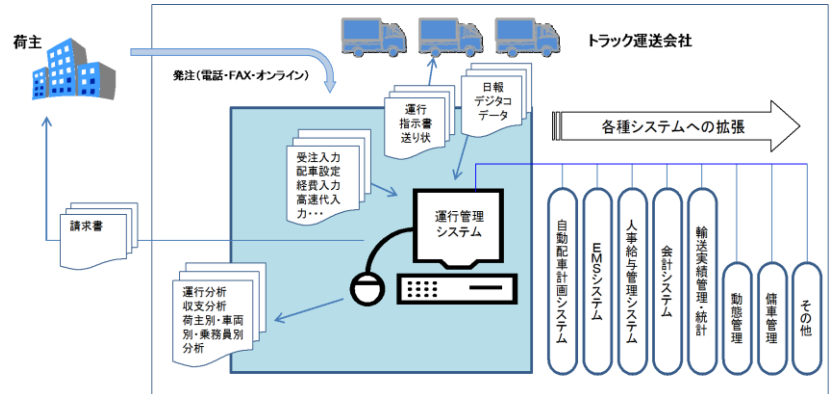 荷主
トラック運送会社
発注(電話・FAX・オンライン)
運行
指示書
送り状
日報
デジタコ
データ
各種システムへの拡張
受注入力
配車設定
経費入力
高速代入
力・・・
運行管理
システム
請求書
運行分析
収支分析
荷主別・車両
別・乗務員別
分析
自動配車計画システム
EMSシステム
人事給与管理システム
会計システム
輸送実績管理・統計
動態管理
傭車管理
その他